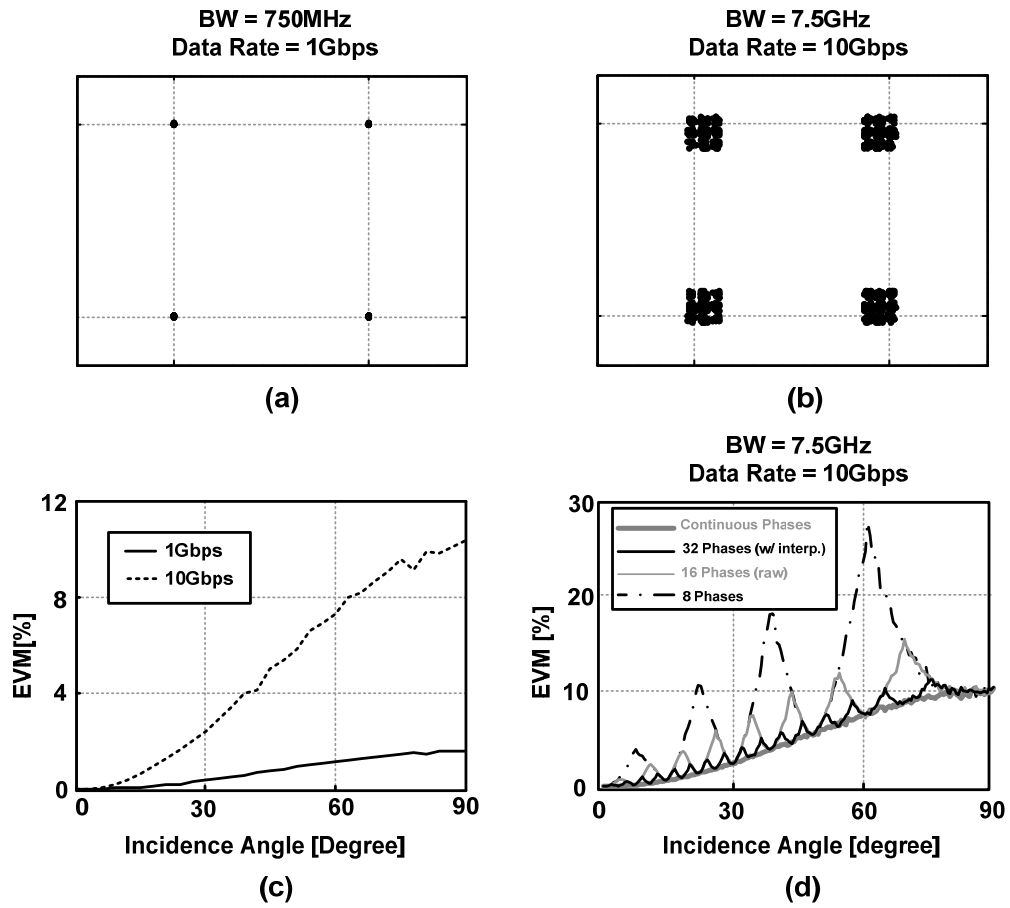 BW = 750MHz
Data Rate = 1Gbps
(a)
BW = 7.5GHz
Data Rate = 10Gbps
(b)
12
8
4
0
EVM[%]
1Gbps
10Gbps
0 30 60 90
Incidence Angle [Degree]
(c)
BW = 7.5GHz
Data Rate = 10Gbps
30
20
10
0
EVM [%]
Continuous Phases
32 Phases (w/ interp.)
16 Phases (raw)
8 Phases
0 30 60 90
Incidence Angle [degree]
(d)